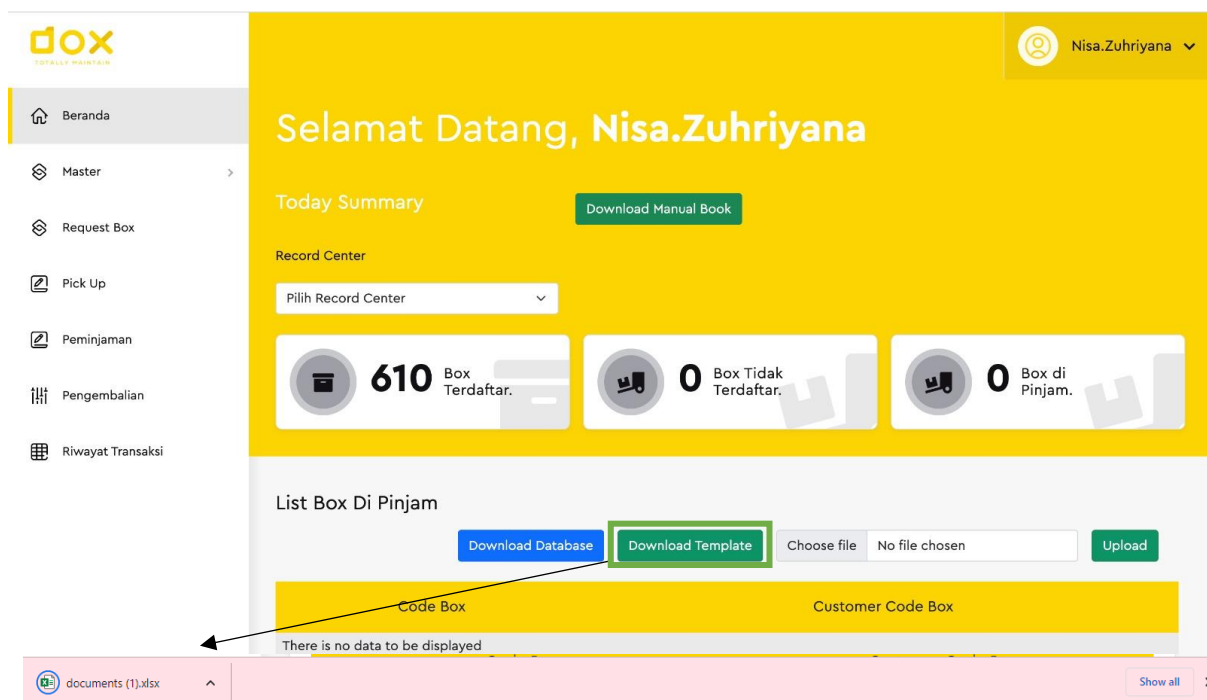 dox
TOTALLY MAINTAIN
Nisa.Zuhriyana
Beranda
Master
Request Box
Pick Up
Peminjaman
Pengembalian
Riwayat Transaksi
Selamat Datang, Nisa.Zuhriyana
Today Summary
Download Manual Book
Record Center
Pilih Record Center
610 Box Terdaftar.
0 Box Tidak Terdaftar.
0 Box di Pinjam.
List Box Di Pinjam
Download Database Download Template Choose file No file chosen Upload
Code Box Customer Code Box
There is no data to be displayed
documents (1).xlsx Show all